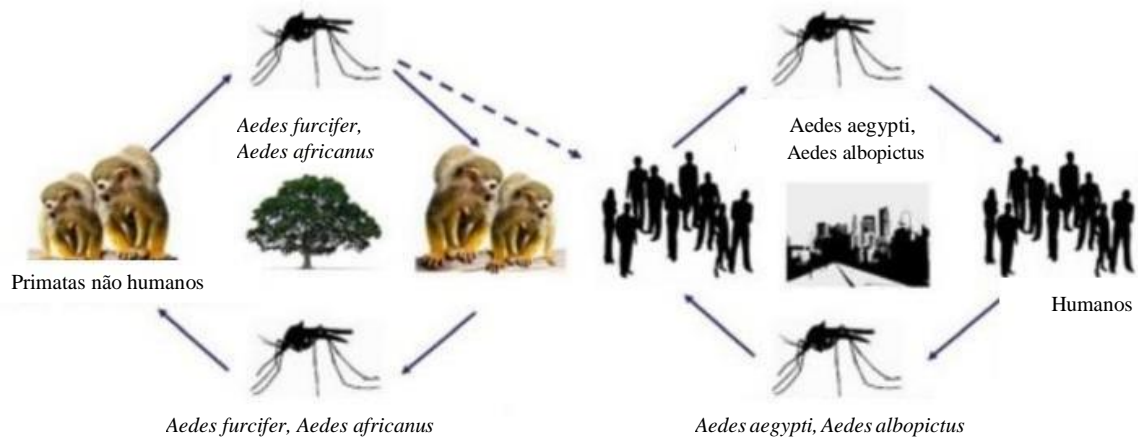 Aedes furcifer,
Aedes africanus
Aedes aegypti,
Aedes albopictus
Primatas não humanos
Humanos
Aedes furcifer, Aedes africanus
Aedes aegypti, Aedes albopictus